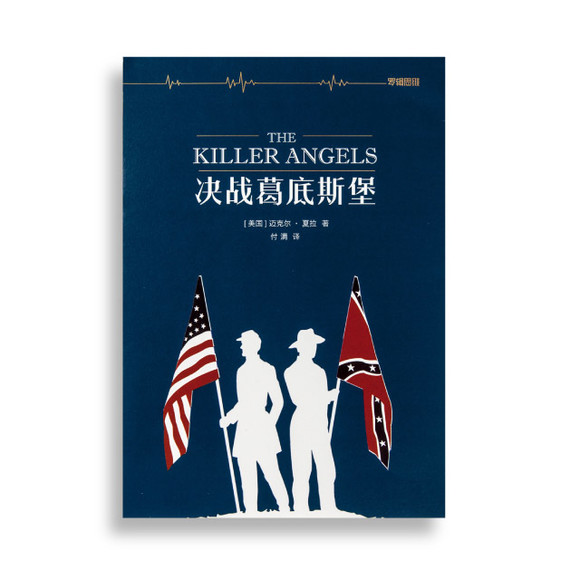 罗辑思维
THE
KILLER ANGELS
决战葛底斯堡
[ 美国 ] 迈克尔 · 夏拉 著
付满 译